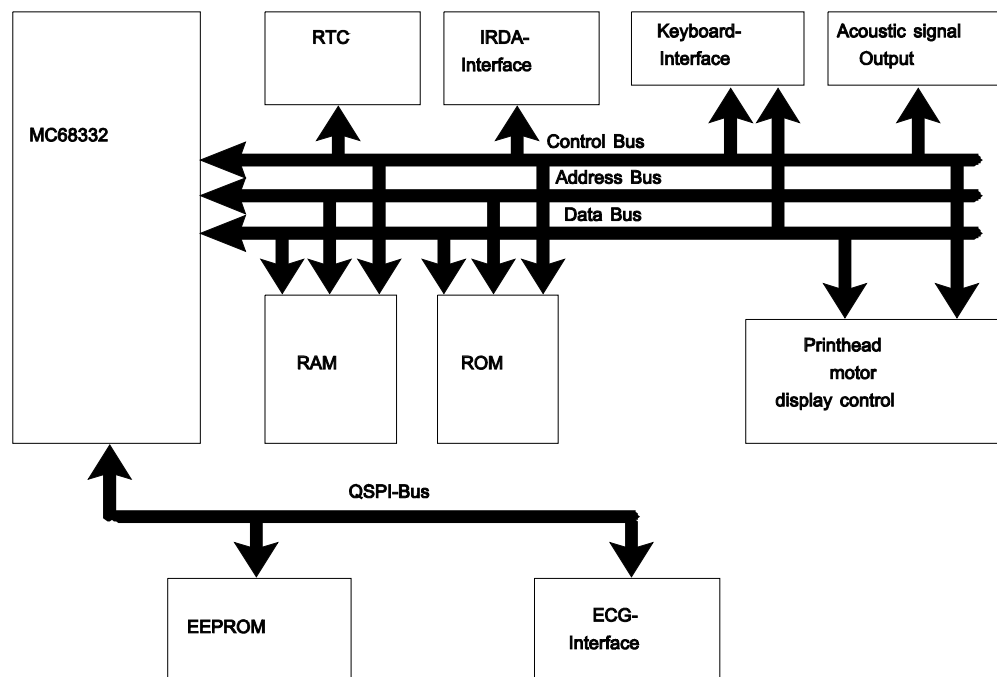 RTC
IRDA-
Interface
Keyboard-
Interface
Acoustic signal
Output
MC68332
Control Bus
Address Bus
Data Bus
RAM
ROM
Printhead
motor
display control
QSPI-Bus
EEPROM
ECG-
Interface